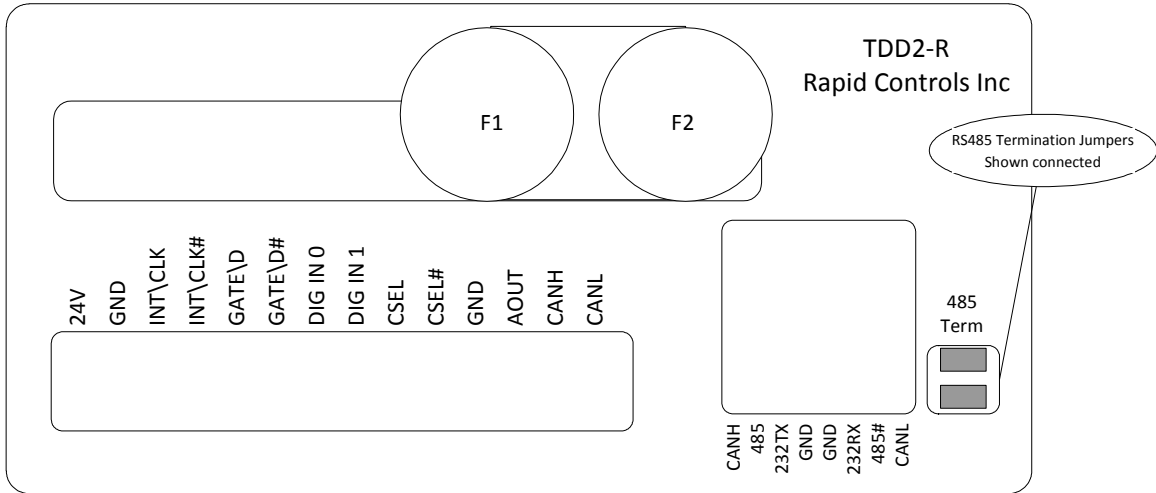 TDD2-R
Rapid Controls Inc
F1
F2
RS485 Termination Jumpers
Shown connected
24V
GND
INT\CLK
INT\CLK#
GATE\D
GATE\D#
DIG IN 0
DIG IN 1
CSEL
CSEL#
GND
AOUT
CANH
CANL
485
Term
CANH
485
232TX
GND
GND
232RX
485#
CANL